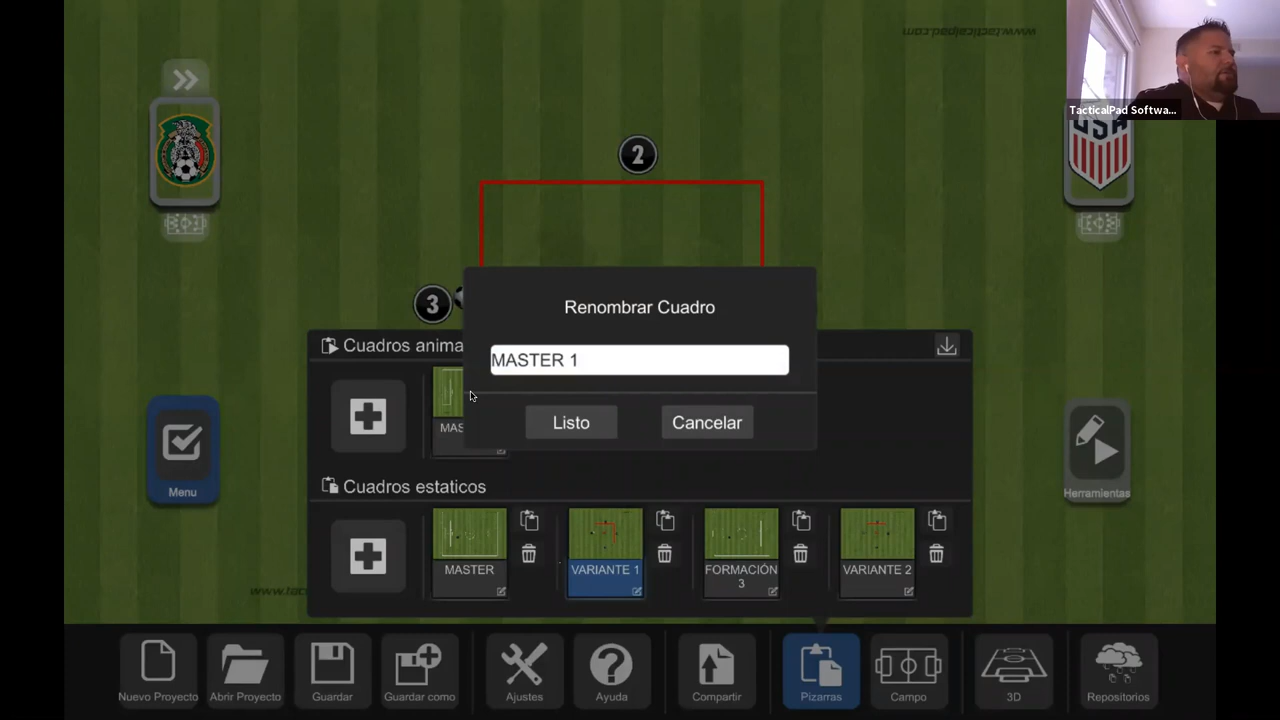 www.tacticalpad.com
TacticalPad Softwa...
USA
2
3
Renombrar Cuadro
MASTER 1
Listo
Cancelar
Cuadros anima
MAS
Cuadros estaticos
MASTER
VARIANTE 1
FORMACIÓN
3
VARIANTE 2
Menu
Herramientas
Nuevo Proyecto
Abrir Proyecto
Guardar
Guardar como
Ajustes
Ayuda
Compartir
Pizarras
Campo
3D
Repositorios